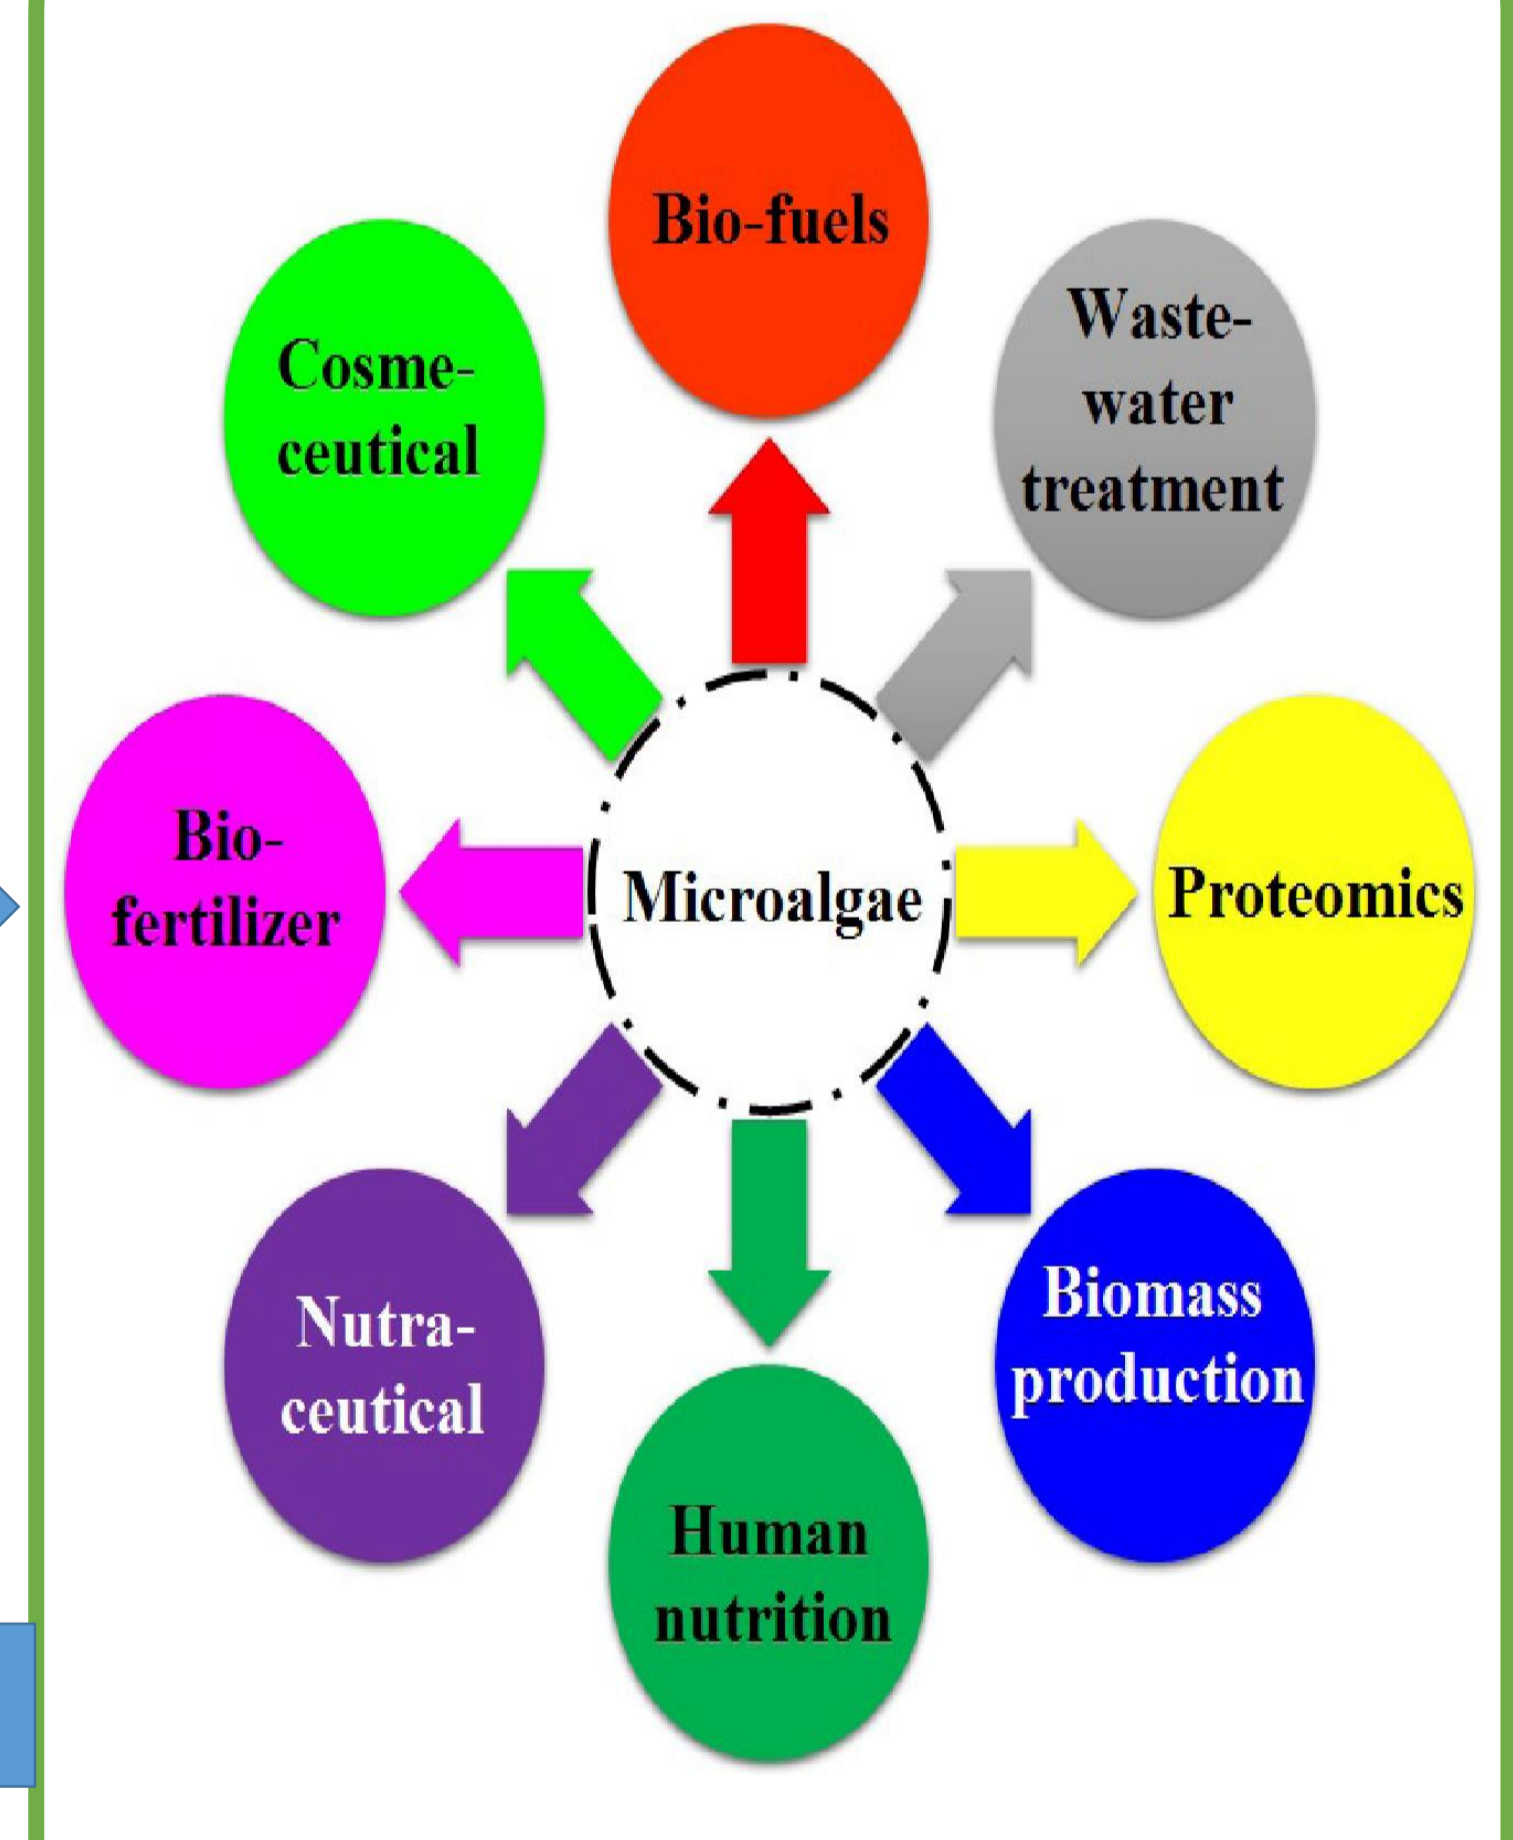 Bio-fuels
Waste-
water
treatment
Cosme-
ceutical
Bio-
fertilizer
Microalgae
Proteomics
Nutra-
ceutical
Biomass
production
Human
nutrition